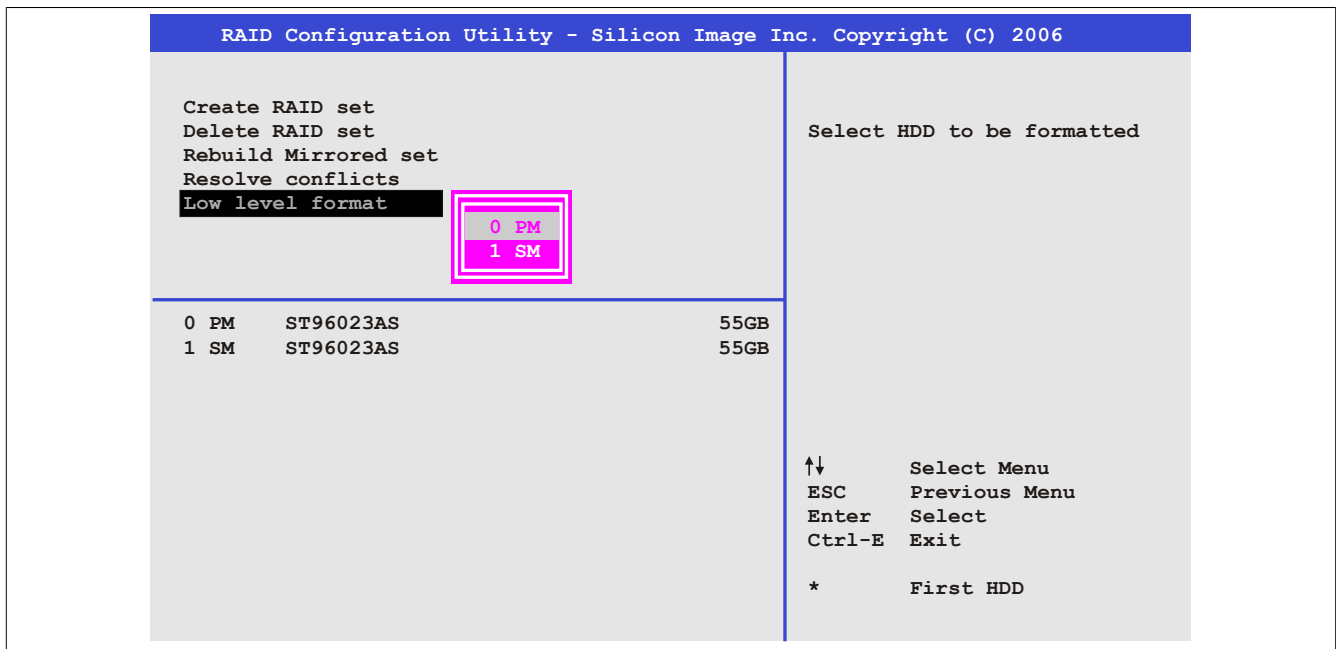 RAID Configuration Utility - Silicon Image Inc. Copyright (C) 2006
Create RAID set
Delete RAID set
Rebuild Mirrored set
Resolve conflicts
Low level format
0 PM
1 SM
0 PM ST96023AS 55GB
1 SM ST96023AS 55GB
Select HDD to be formatted
↑↓ Select Menu
ESC Previous Menu
Enter Select
Ctrl-E Exit
* First HDD